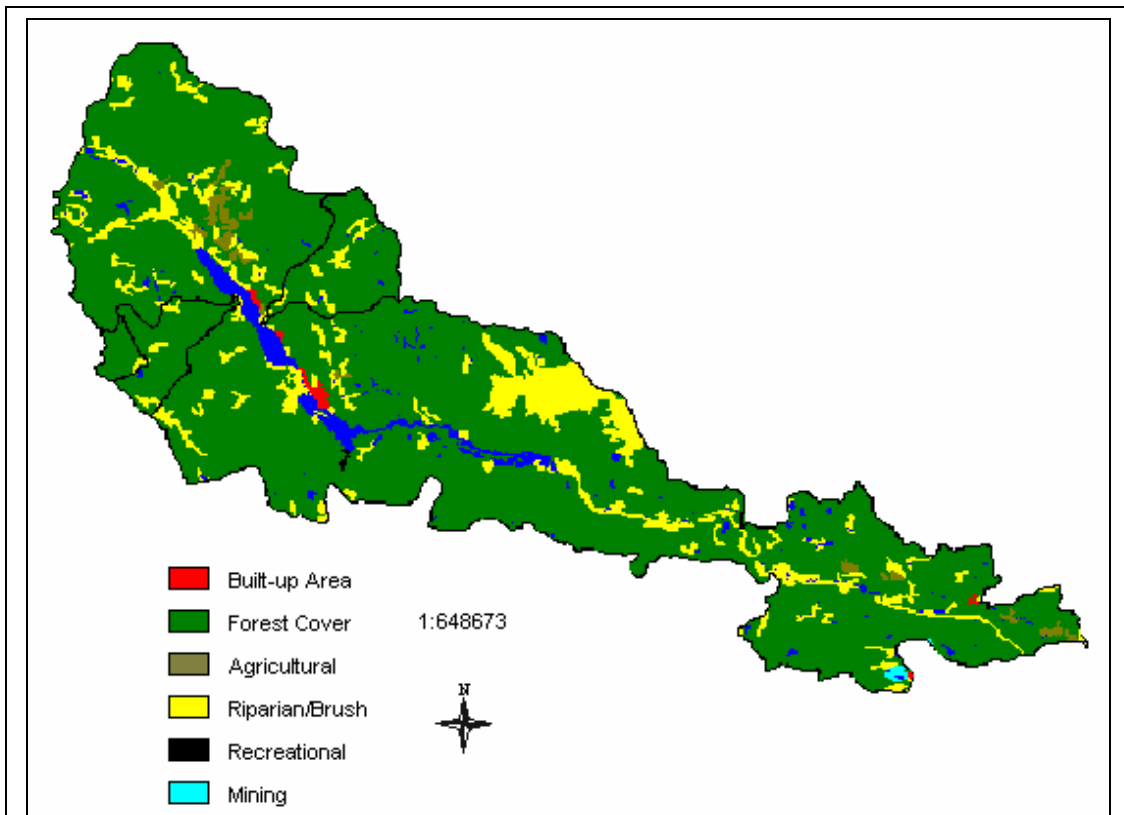 Built-up Area
Forest Cover 1:648673
Agricultural
Riparian/Brush
N
Recreational
Mining